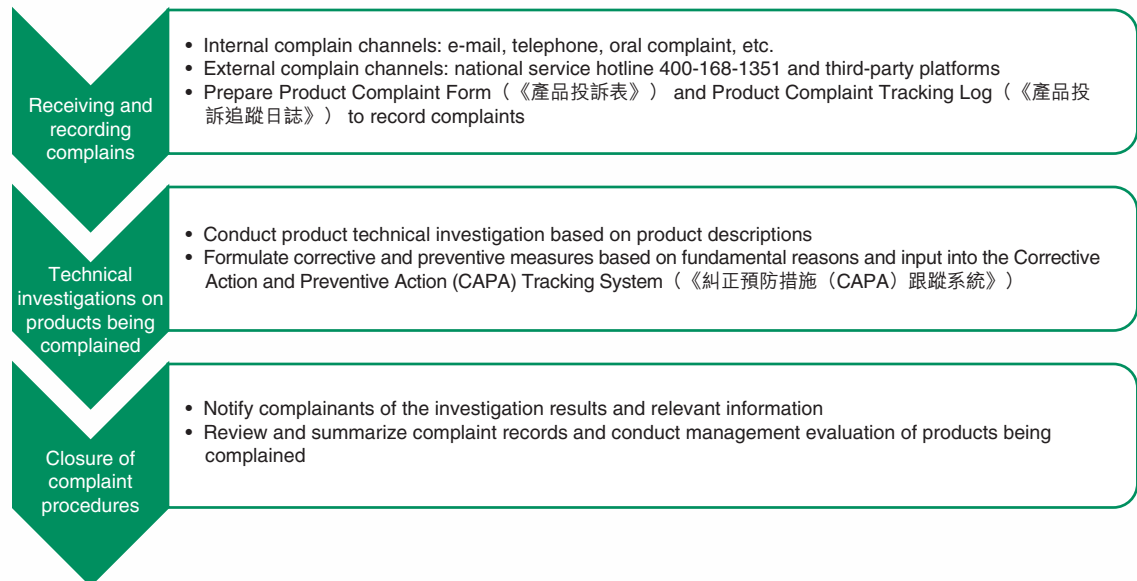 Receiving and
recording
complains
• Internal complain channels: e-mail, telephone, oral complaint, etc.
• External complain channels: national service hotline 400-168-1351 and third-party platforms
• Prepare Product Complaint Form（《產品投訴表》） and Product Complaint Tracking Log（《產品投
訴追蹤日誌》） to record complaints
Technical
investigations on
products being
complained
• Conduct product technical investigation based on product descriptions
• Formulate corrective and preventive measures based on fundamental reasons and input into the Corrective
Action and Preventive Action (CAPA) Tracking System（《糾正預防措施（CAPA）跟蹤系統》）
Closure of
complaint
procedures
• Notify complainants of the investigation results and relevant information
• Review and summarize complaint records and conduct management evaluation of products being
complained